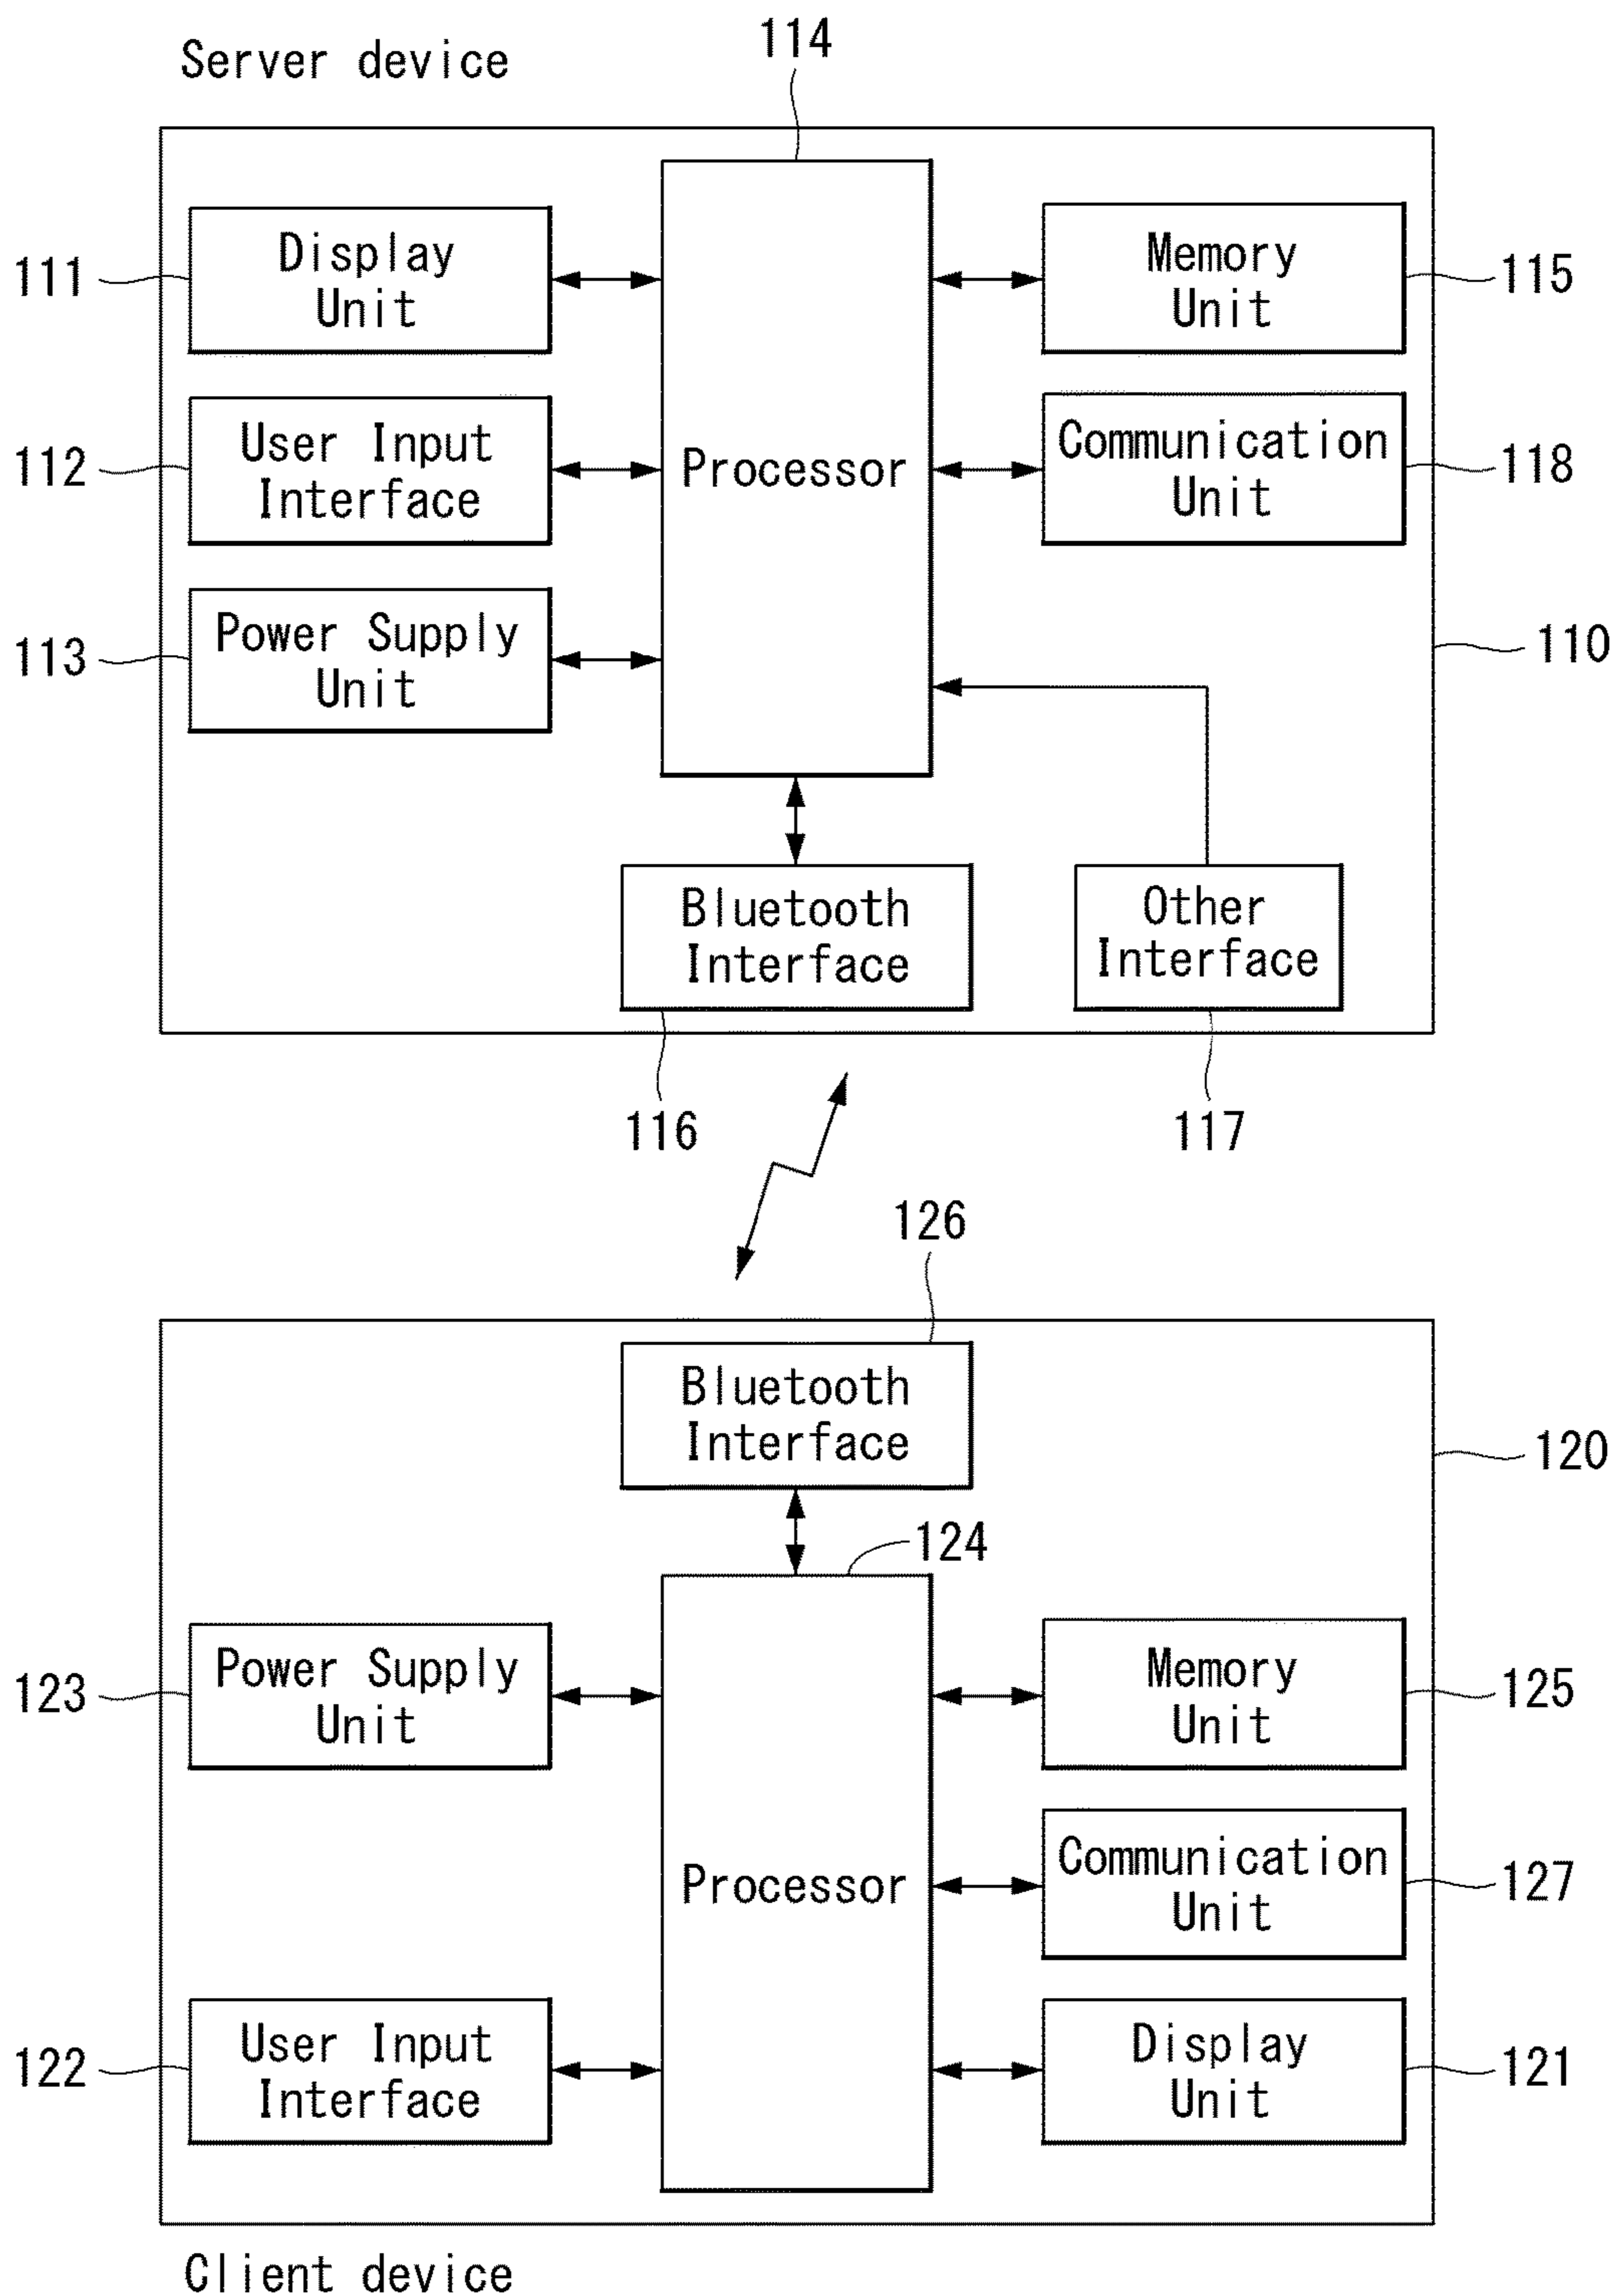 Server device
114
111
Display
Unit
Memory
Unit
115
112
User Input
Interface
Processor
Communication
Unit
118
113
Power Supply
Unit
110
Bluetooth
Interface
Other
Interface
116
117
126
Bluetooth
Interface
120
124
123
Power Supply
Unit
Memory
Unit
125
Processor
Communication
Unit
127
122
User Input
Interface
Display
Unit
121
Client device